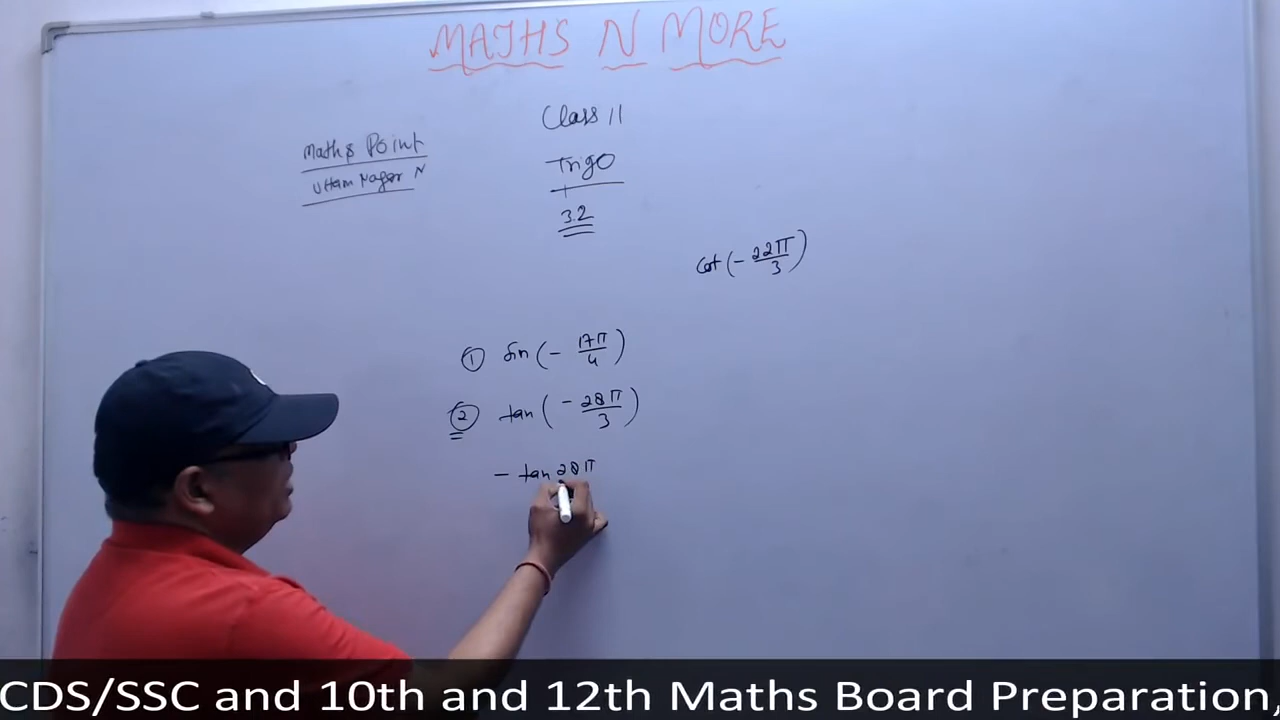 MATHS N MORE
Class 11
Maths Point
Uttam Nagar N
Trigo
3.2
cot(-22π/3)
① sin(-17π/4)
② tan(-28π/3)
- tan 28π
CDS/SSC and 10th and 12th Maths Board Preparation,